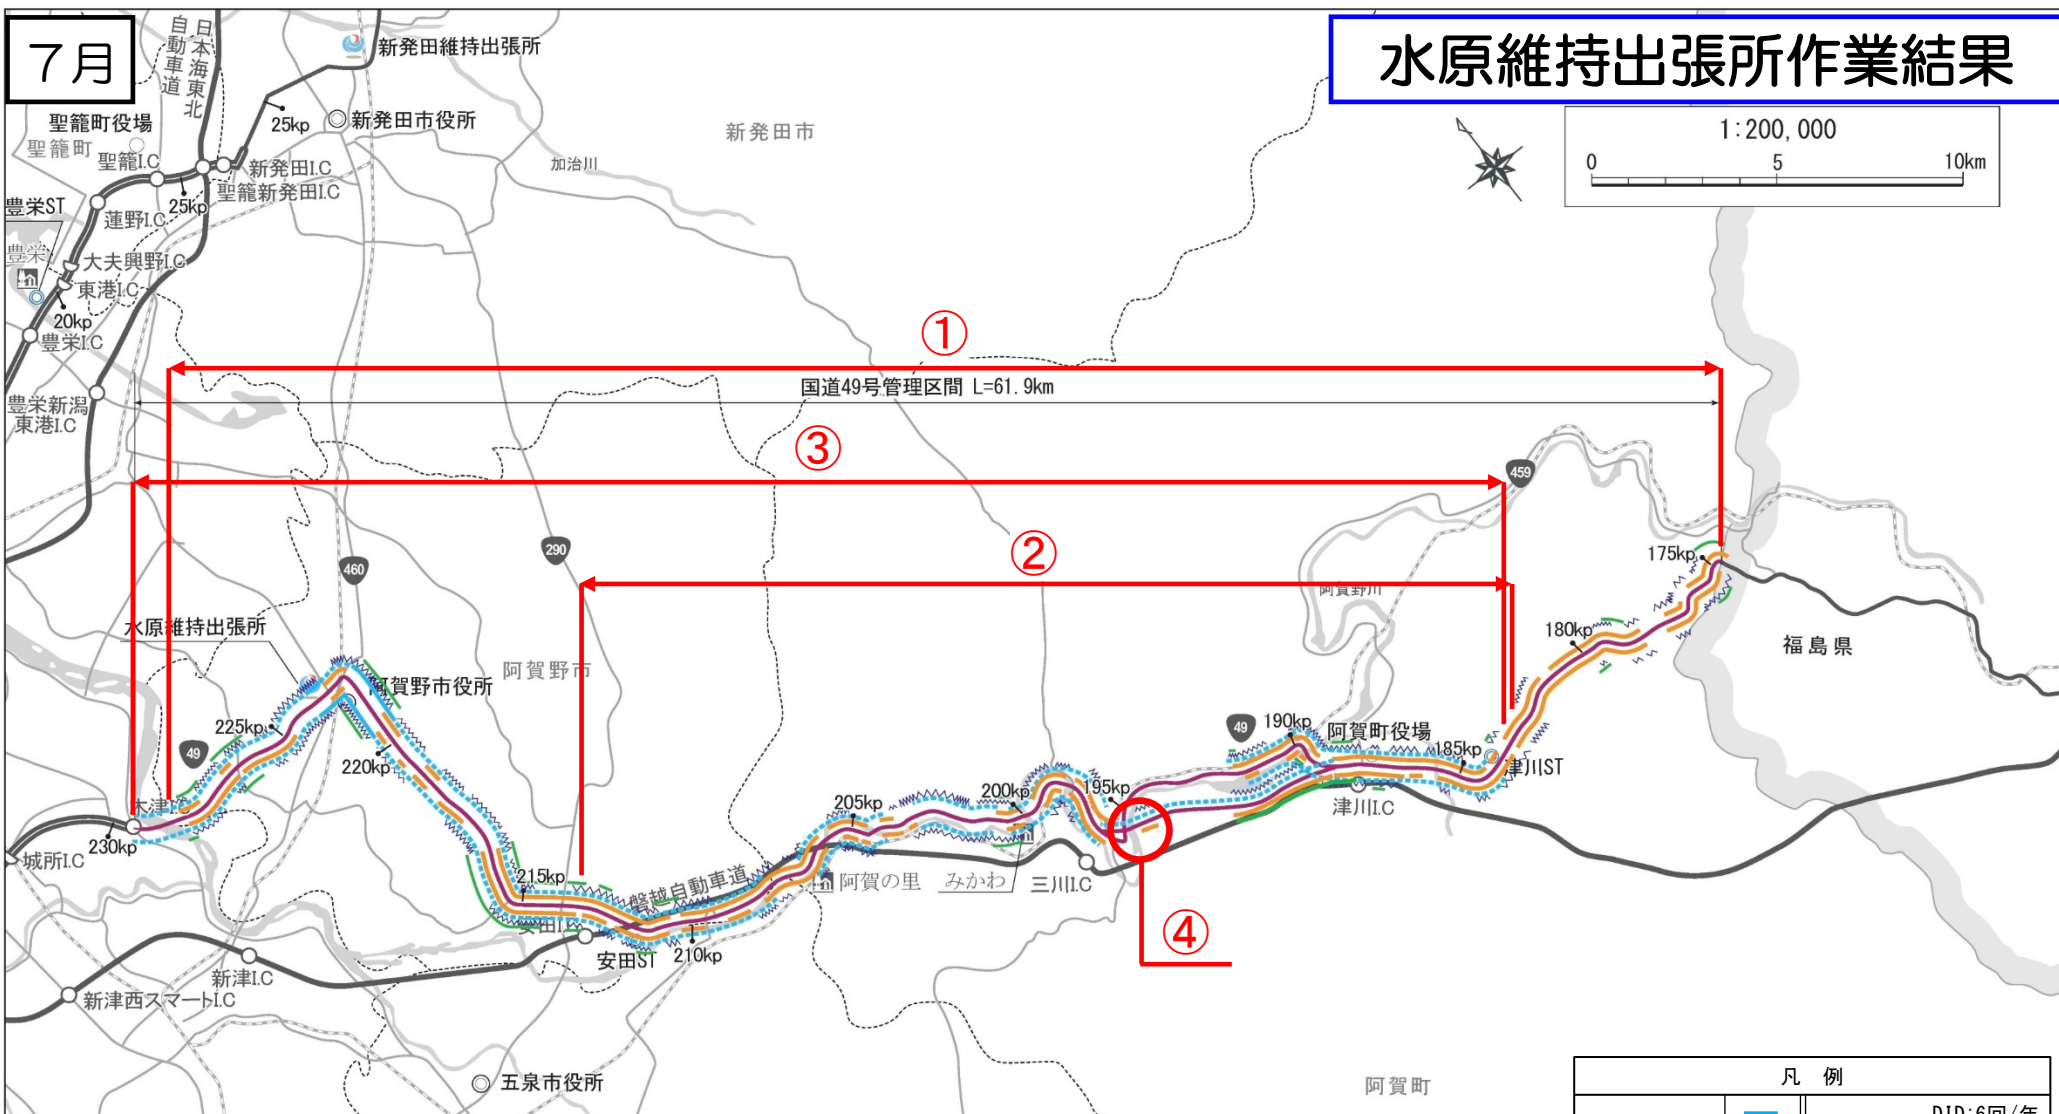 7月
水原維持出張所作業結果
1:200,000
0
5
10km
日本海東北
自動車道
新発田維持出張所
25kp
新発田市役所
新発田市
加治川
聖籠町役場
聖籠町
聖籠I.C
新発田I.C
聖籠新発田I.C
25kp
豊栄ST
蓮野I.C
豊栄
大夫興野I.C
東港I.C
20kp
豊栄I.C
豊栄新潟
東港I.C
①
国道49号管理区間 L=61.9km
③
459
②
290
460
175kp
阿賀野川
水原維持出張所
180kp
福島県
阿賀野市
阿賀野市役所
225kp
49
220kp
49
190kp
阿賀町役場
185kp
津川ST
木津I.C
230kp
城所I.C
205kp
200kp
195kp
津川I.C
215kp
磐越自動車道
阿賀の里
みかわ
三川I.C
安田I.C
安田ST
210kp
④
新津I.C
新津西スマートI.C
五泉市役所
阿賀町
凡 例
DID:6回/年